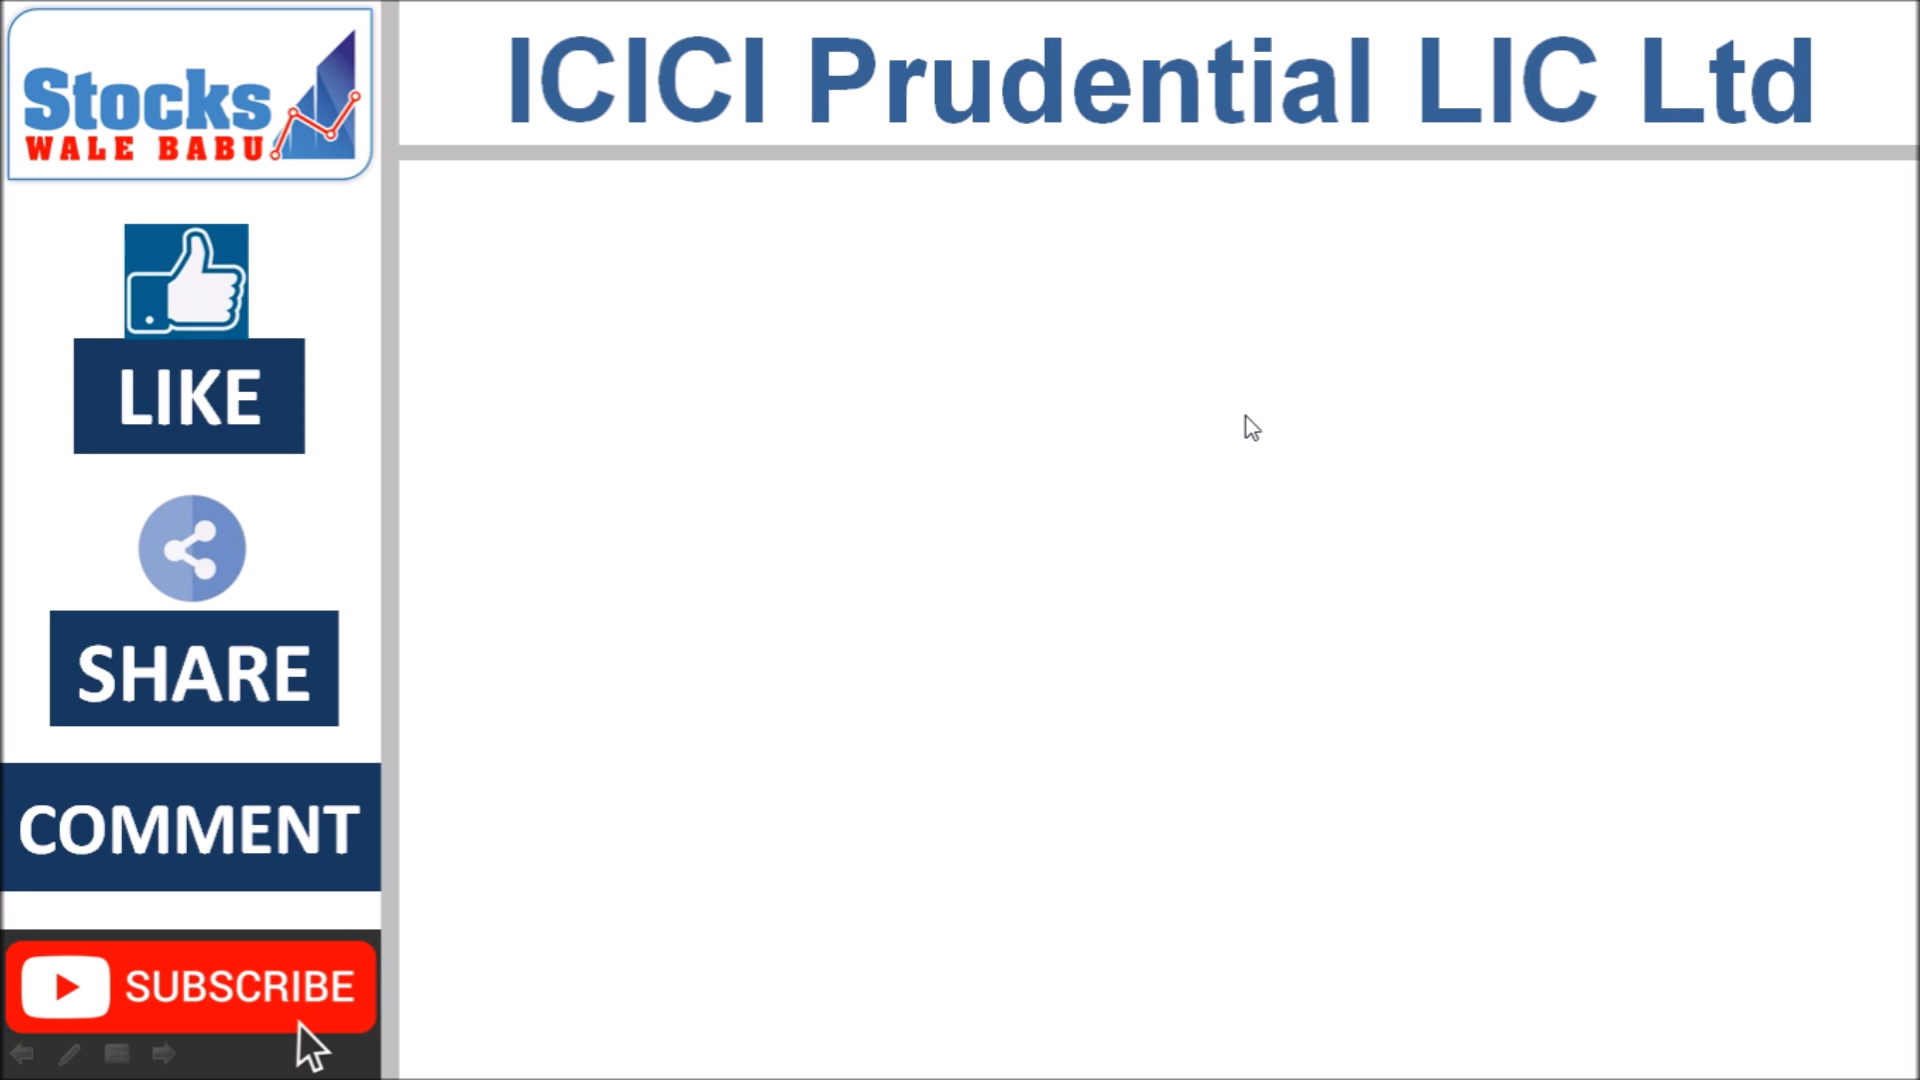 Stocks
WALE BABU
ICICI Prudential LIC Ltd
LIKE
SHARE
COMMENT
SUBSCRIBE